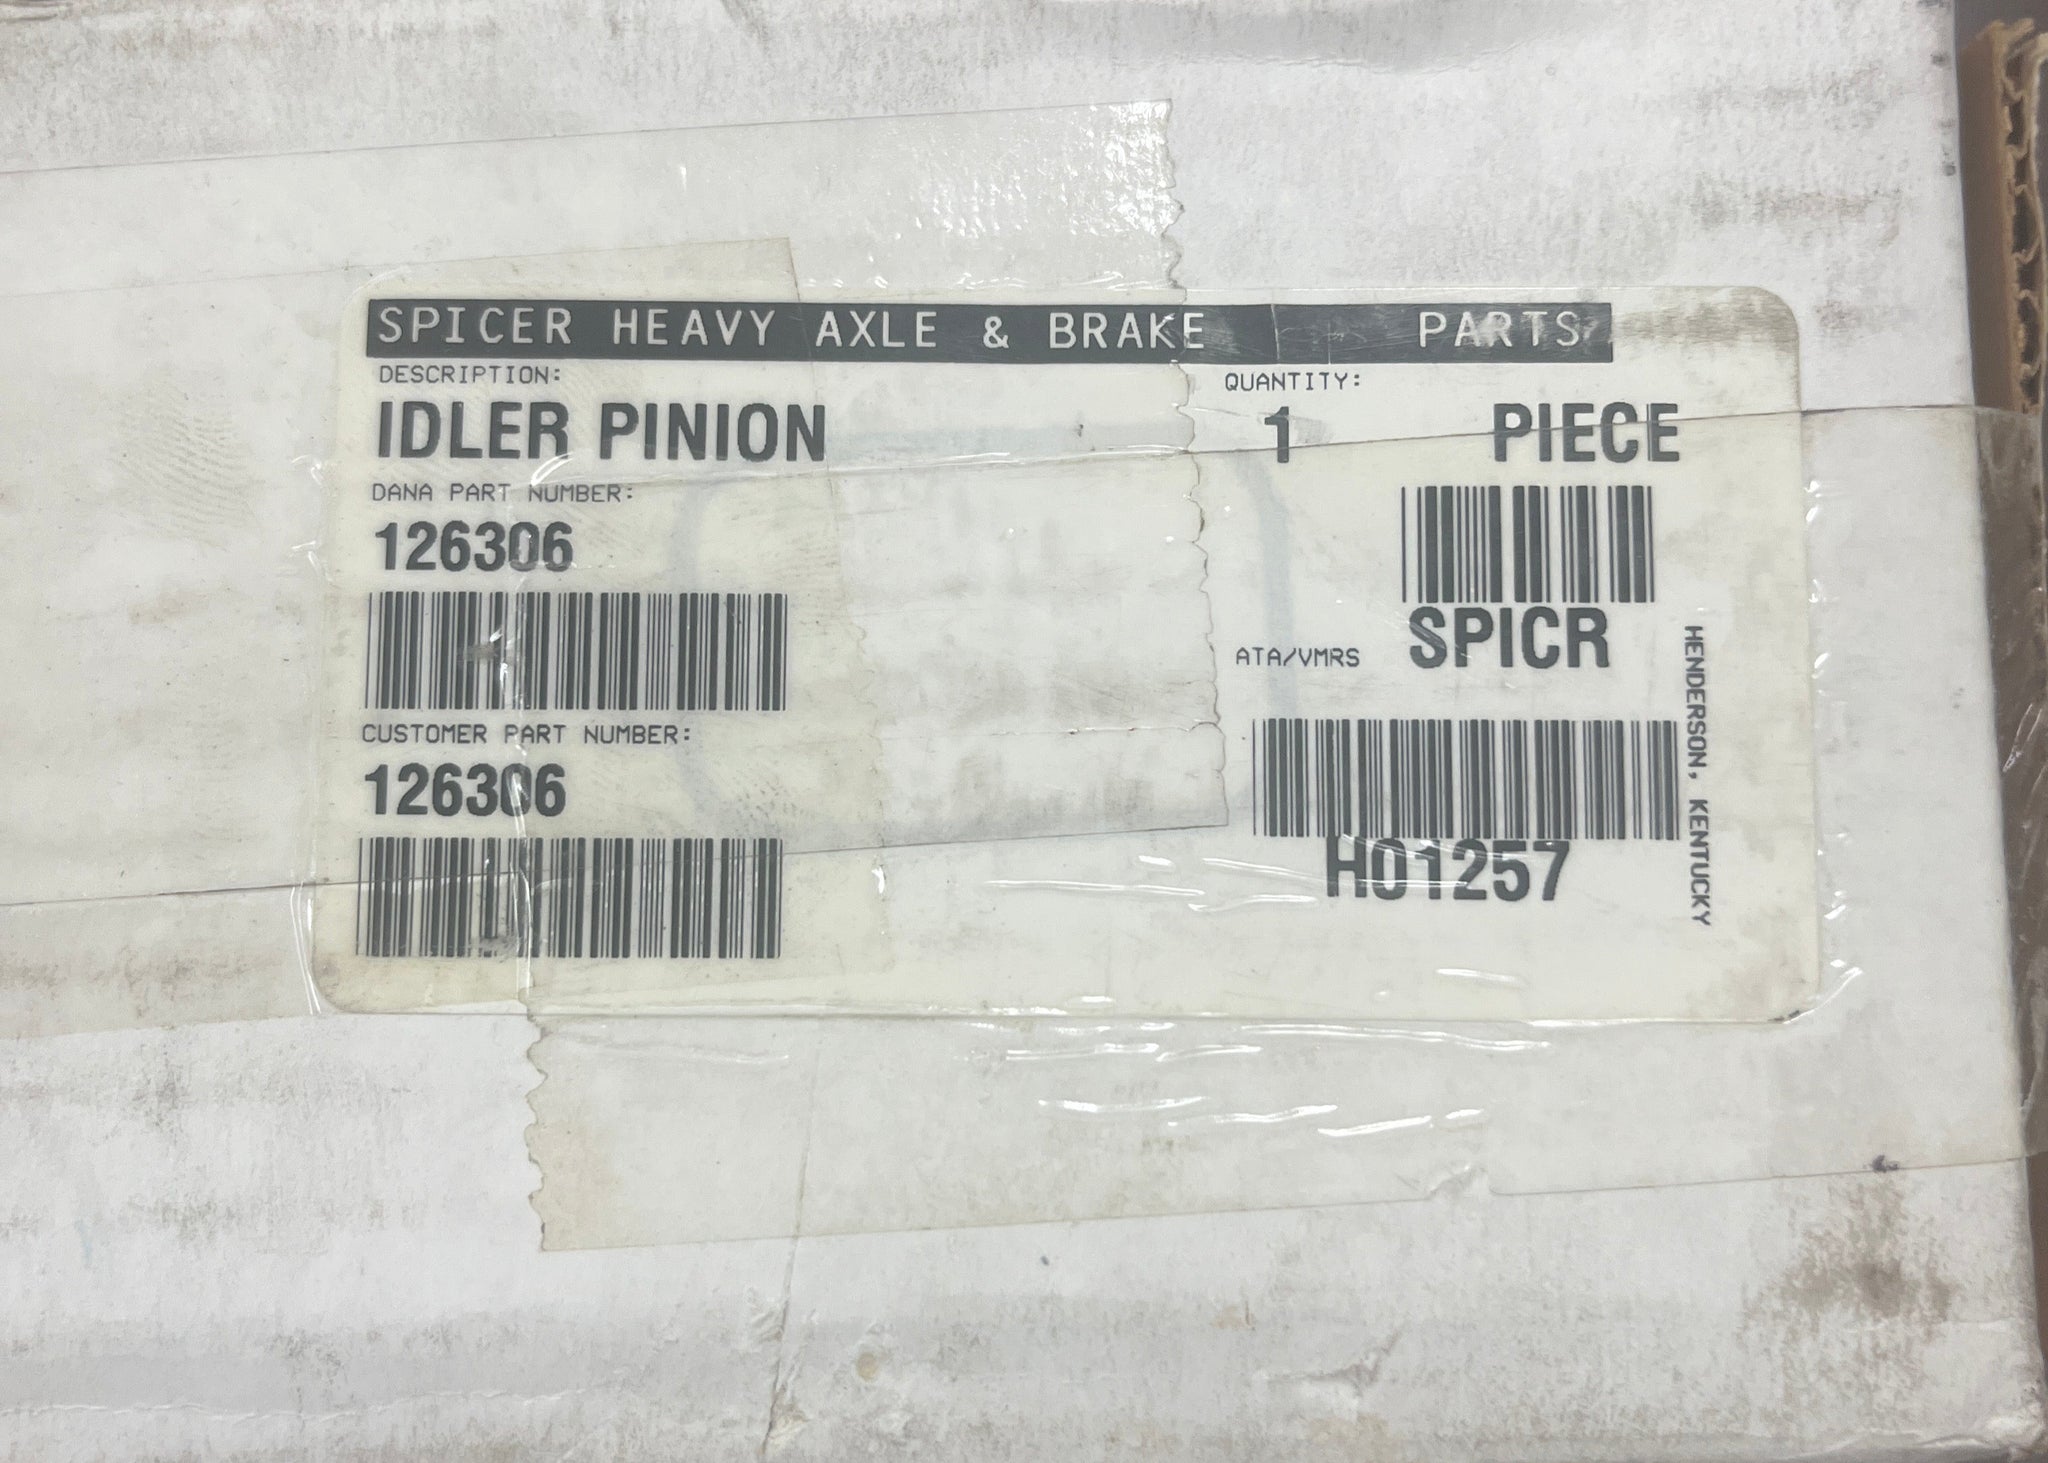 SPICER HEAVY AXLE & BRAKE PARTS
DESCRIPTION:
IDLER PINION
QUANTITY:
1 PIECE
DANA PART NUMBER:
126306
CUSTOMER PART NUMBER:
126306
ATA/VMRS SPICR
H01257
HENDERSON, KENTUCKY